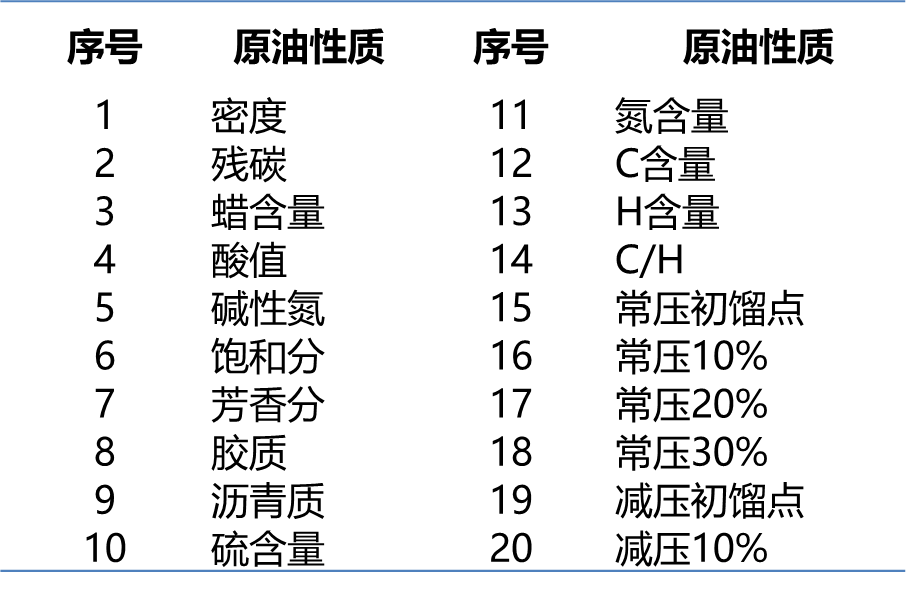 序号 原油性质 序号 原油性质
1 密度 11 氮含量
2 残碳 12 C含量
3 蜡含量 13 H含量
4 酸值 14 C/H
5 碱性氮 15 常压初馏点
6 饱和分 16 常压10%
7 芳香分 17 常压20%
8 胶质 18 常压30%
9 沥青质 19 减压初馏点
10 硫含量 20 减压10%